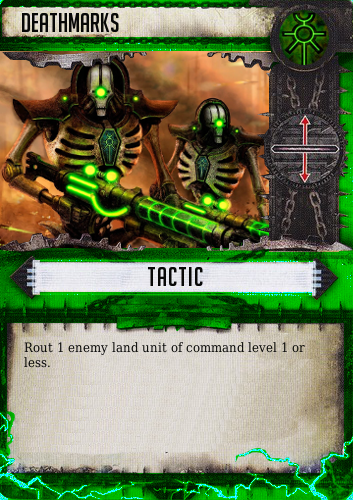 DEATHMARKS
TACTIC
Rout 1 enemy land unit of command level 1 or
less.